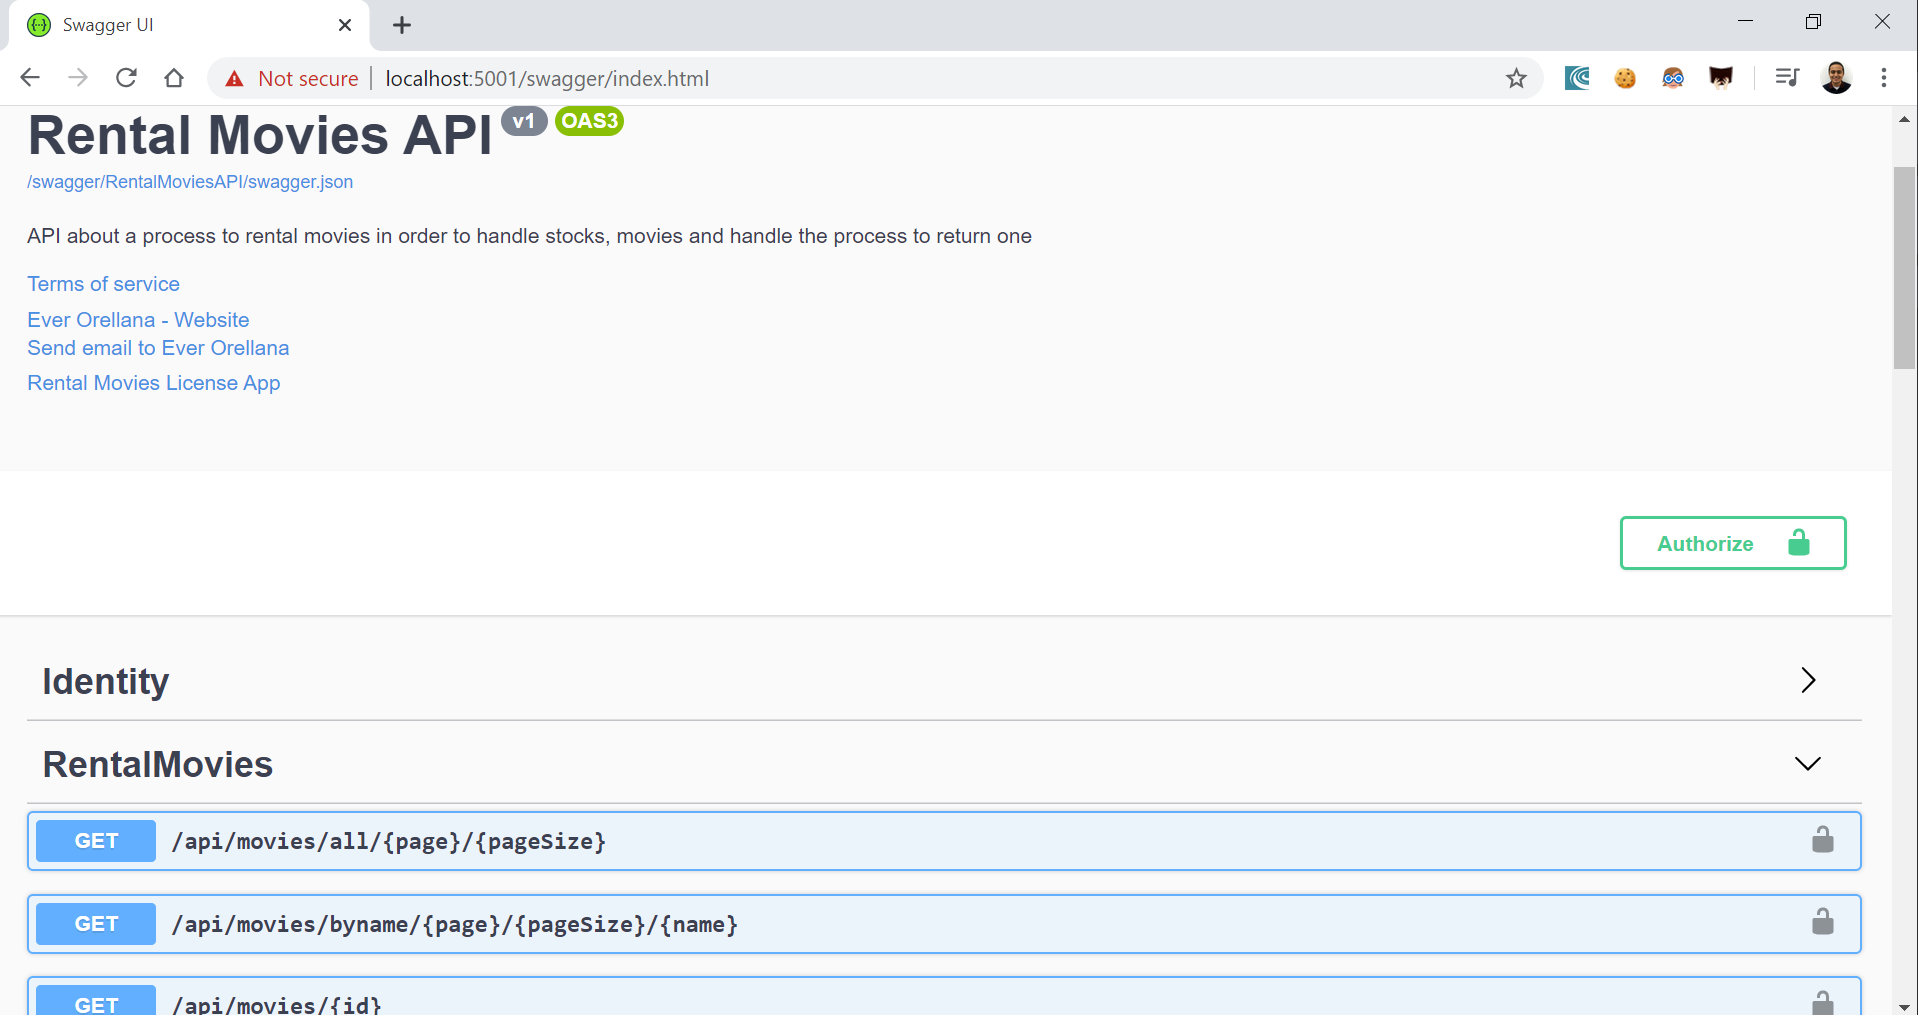 Swagger UI
Not secure | localhost:5001/swagger/index.html
Rental Movies API v1 OAS3
/swagger/RentalMoviesAPI/swagger.json
API about a process to rental movies in order to handle stocks, movies and handle the process to return one
Terms of service
Ever Orellana - Website
Send email to Ever Orellana
Rental Movies License App
Authorize
Identity
RentalMovies
GET /api/movies/all/{page}/{pageSize}
GET /api/movies/byname/{page}/{pageSize}/{name}
GET /api/movies/{id}